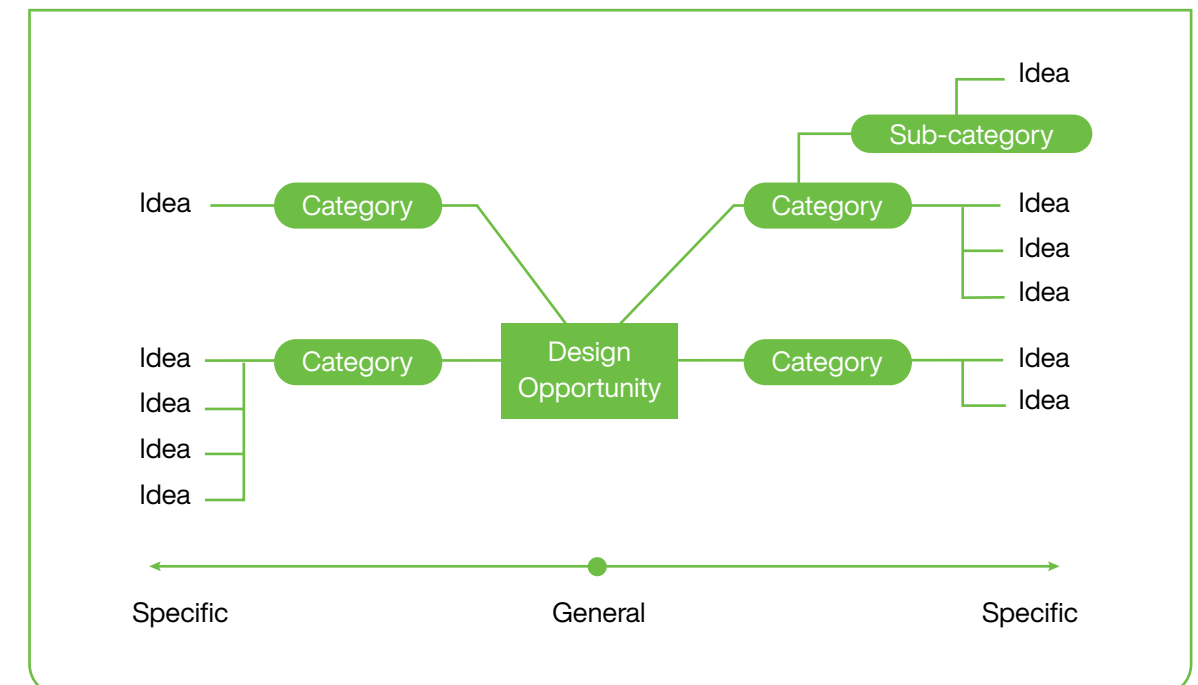 Idea
Sub-category
Idea Category
Category Idea
Idea
Idea
Design
Opportunity
Idea Category
Category Idea
Idea
Idea
Idea
Idea
Specific General Specific